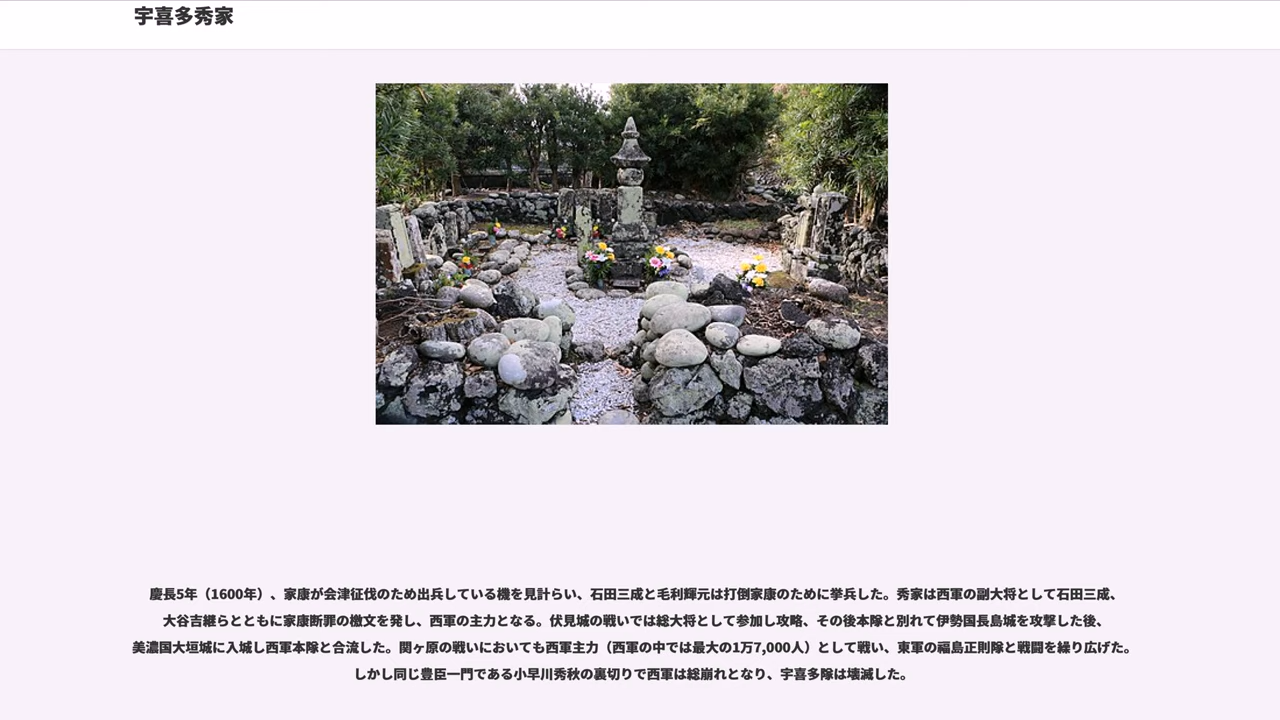 宇喜多秀家
慶長5年（1600年）、家康が会津征伐のため出兵している機を見計らい、石田三成と毛利輝元は打倒家康のために挙兵した。秀家は西軍の副大将として石田三成、
大谷吉継らとともに家康断罪の檄文を発し、西軍の主力となる。伏見城の戦いでは総大将として参加し攻略、その後本隊と別れて伊勢国長島城を攻撃した後、
美濃国大垣城に入城し西軍本隊と合流した。関ヶ原の戦いにおいても西軍主力（西軍の中では最大の1万7,000人）として戦い、東軍の福島正則隊と戦闘を繰り広げた。
しかし同じ豊臣一門である小早川秀秋の裏切りで西軍は総崩れとなり、宇喜多隊は壊滅した。